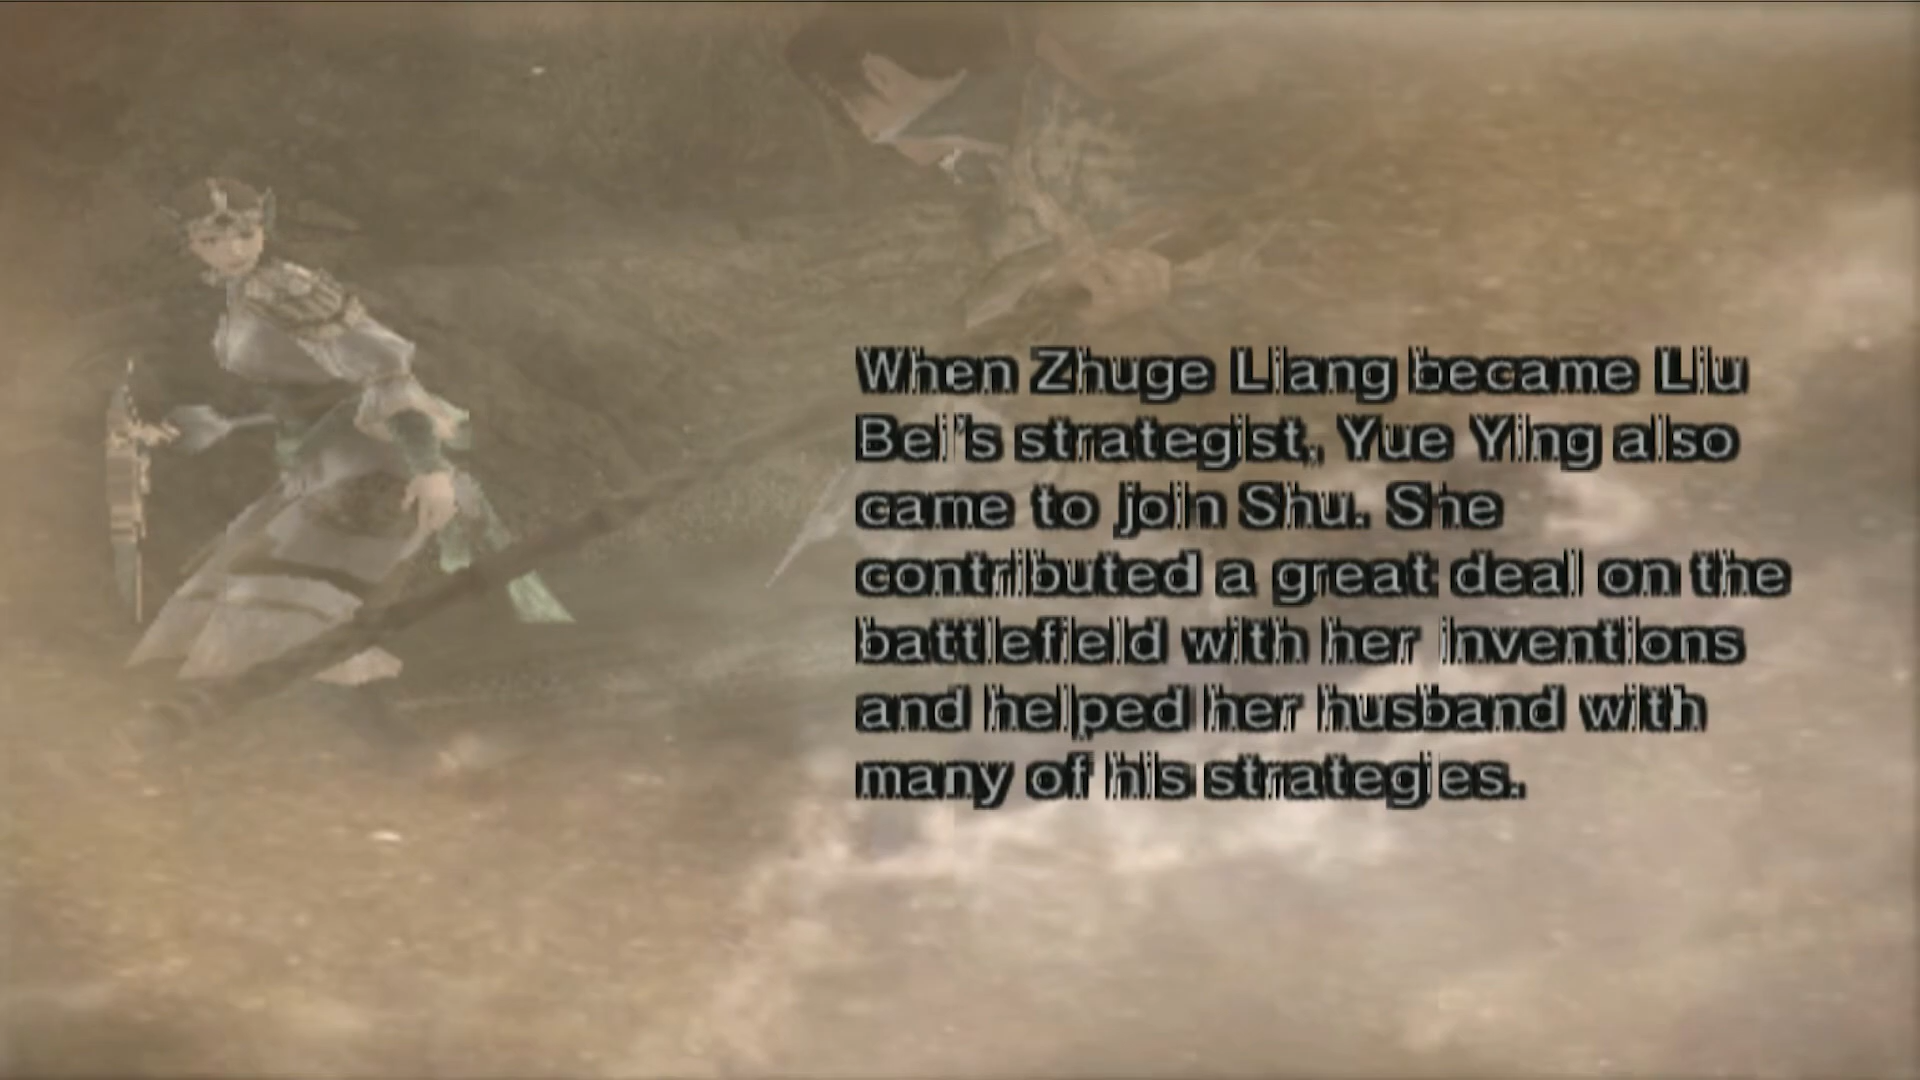 When Zhuge Liang became Liu
Bei's strategist, Yue Ying also
came to join Shu. She
contributed a great deal on the
battlefield with her inventions
and helped her husband with
many of his strategies.